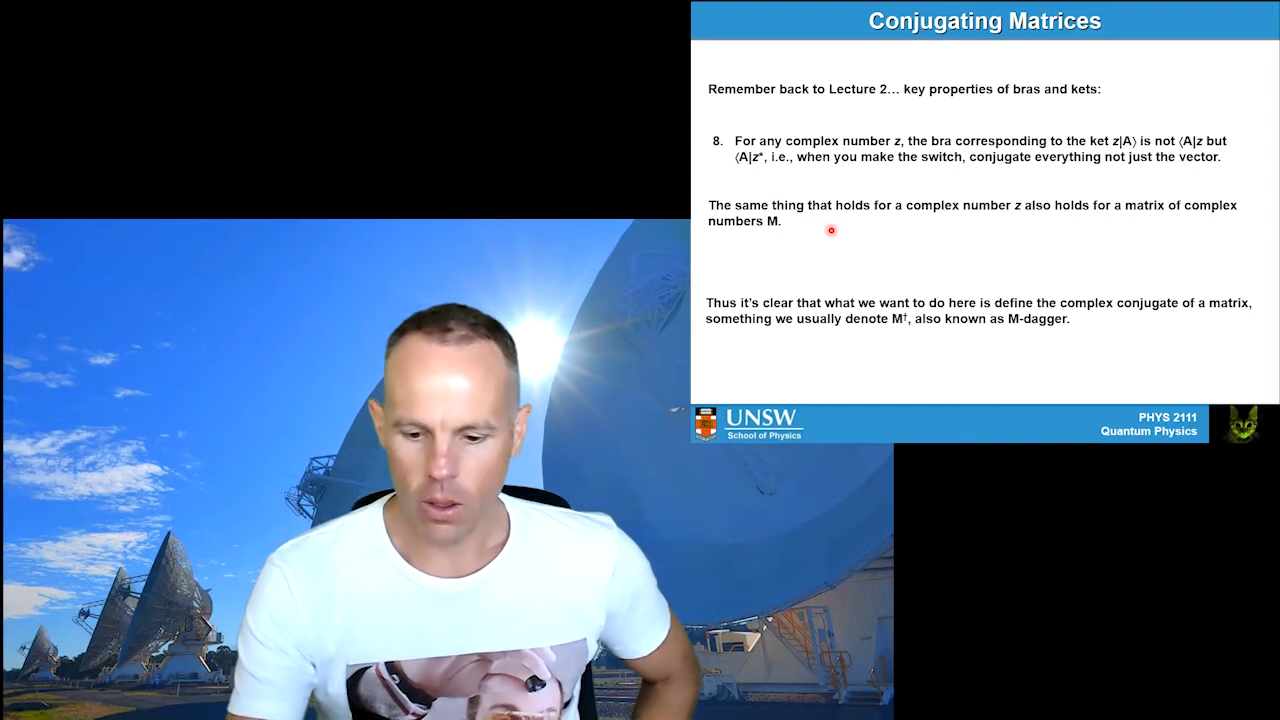 Conjugating Matrices
Remember back to Lecture 2… key properties of bras and kets:
8. For any complex number z, the bra corresponding to the ket z|A⟩ is not ⟨A|z but
⟨A|z*, i.e., when you make the switch, conjugate everything not just the vector.
The same thing that holds for a complex number z also holds for a matrix of complex
numbers M.
Thus it's clear that what we want to do here is define the complex conjugate of a matrix,
something we usually denote M†, also known as M-dagger.
UNSW
School of Physics
PHYS 2111
Quantum Physics